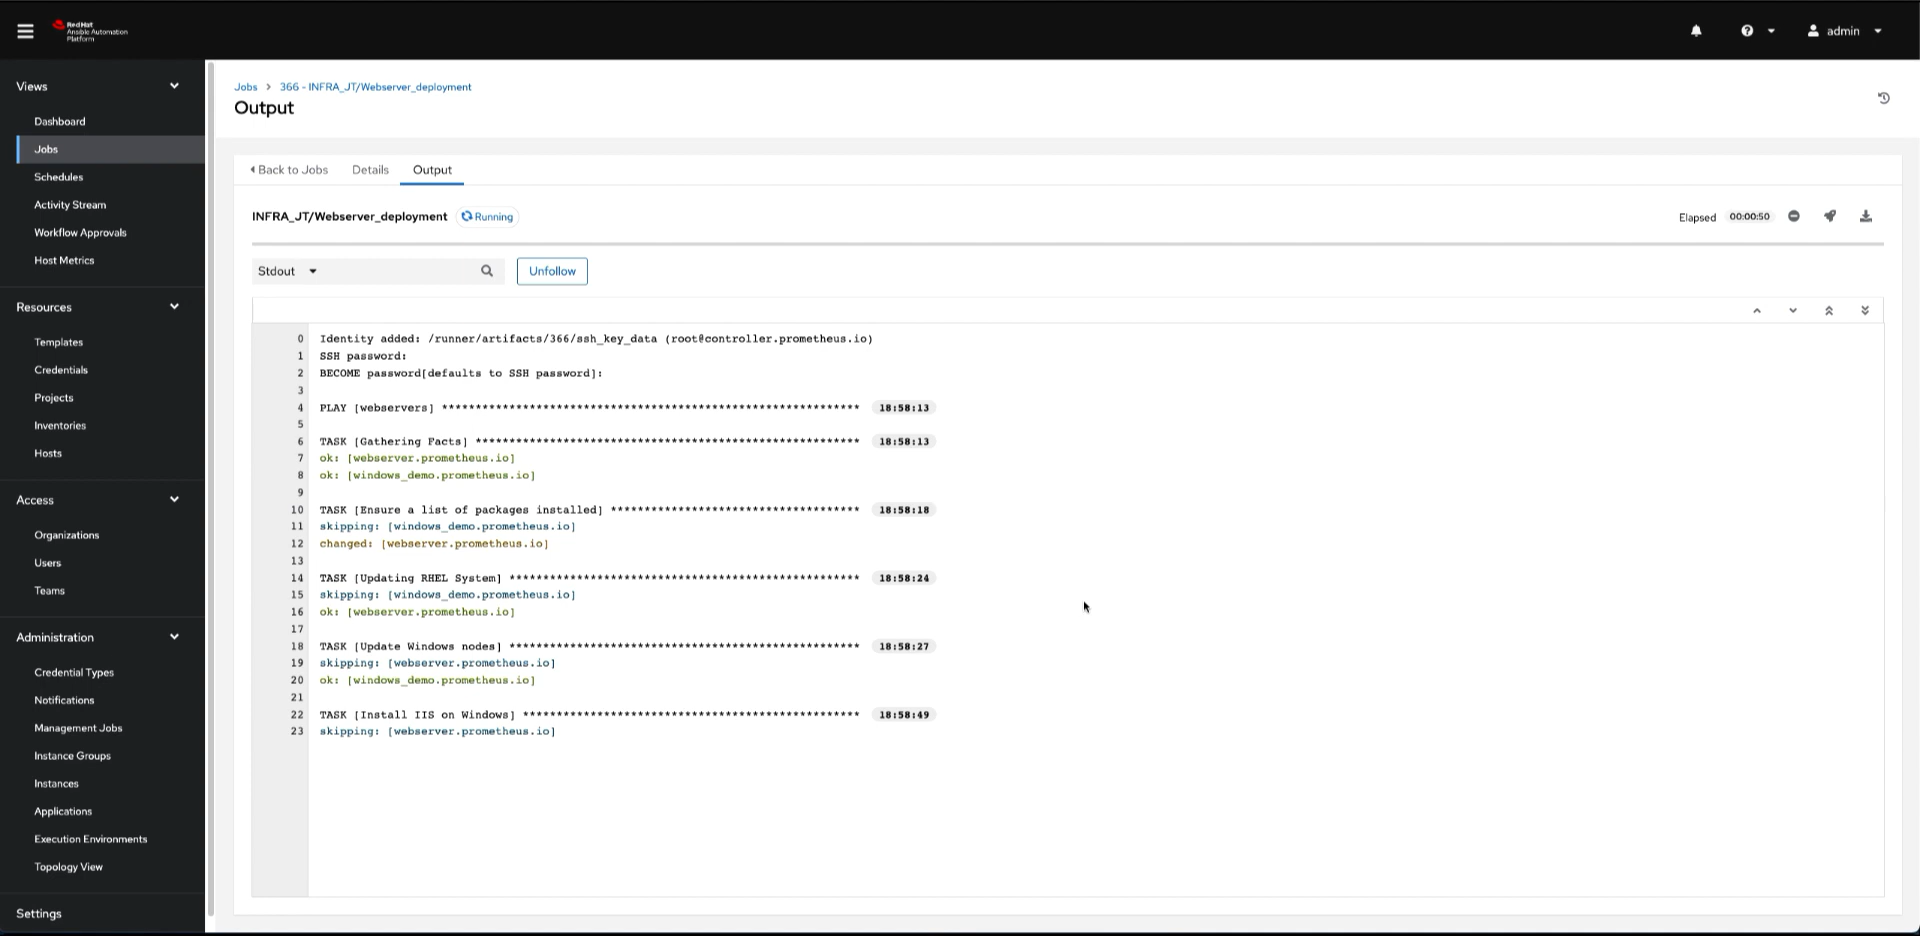 RedHat
Ansible Automation
Platform
admin
Views
Dashboard
Jobs
Schedules
Activity Stream
Workflow Approvals
Host Metrics
Resources
Templates
Credentials
Projects
Inventories
Hosts
Access
Organizations
Users
Teams
Administration
Credential Types
Notifications
Management Jobs
Instance Groups
Instances
Applications
Execution Environments
Topology View
Settings
Jobs > 366 - INFRA_JT/Webserver_deployment
Output
Back to Jobs Details Output
INFRA_JT/Webserver_deployment Running Elapsed 00:00:50
Stdout Unfollow
0 Identity added: /runner/artifacts/366/ssh_key_data (root@controller.prometheus.io)
1 SSH password:
2 BECOME password[defaults to SSH password]:
3
4 PLAY [webservers] ************************************************************** 18:58:13
5
6 TASK [Gathering Facts] ********************************************************* 18:58:13
7 ok: [webserver.prometheus.io]
8 ok: [windows_demo.prometheus.io]
9
10 TASK [Ensure a list of packages installed] ************************************* 18:58:18
11 skipping: [windows_demo.prometheus.io]
12 changed: [webserver.prometheus.io]
13
14 TASK [Updating RHEL System] **************************************************** 18:58:24
15 skipping: [windows_demo.prometheus.io]
16 ok: [webserver.prometheus.io]
17
18 TASK [Update Windows nodes] **************************************************** 18:58:27
19 skipping: [webserver.prometheus.io]
20 ok: [windows_demo.prometheus.io]
21
22 TASK [Install IIS on Windows] ************************************************** 18:58:49
23 skipping: [webserver.prometheus.io]